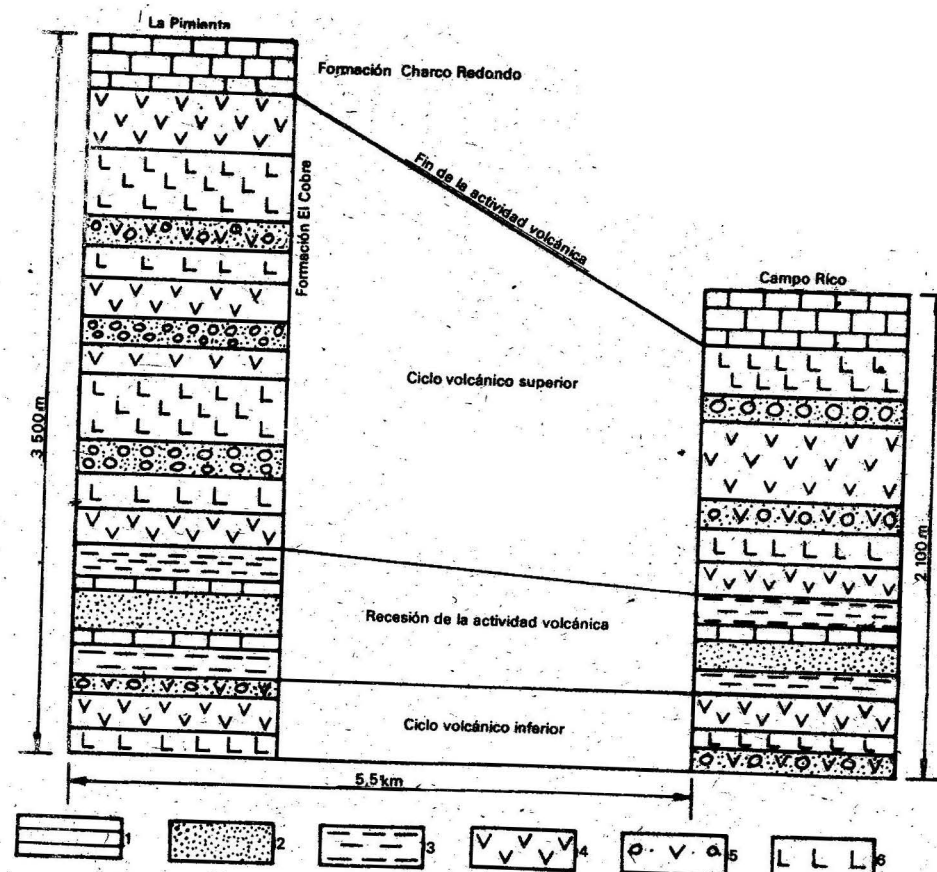 La Pimienta
Formación Charco Redondo
Fin de la actividad volcánica
Formación El Cobre
Campo Rico
Ciclo volcánico superior
3 500 m
2 100 m
Recesión de la actividad volcánica
Ciclo volcánico inferior
5,5 km
1
2
3
4
5
6